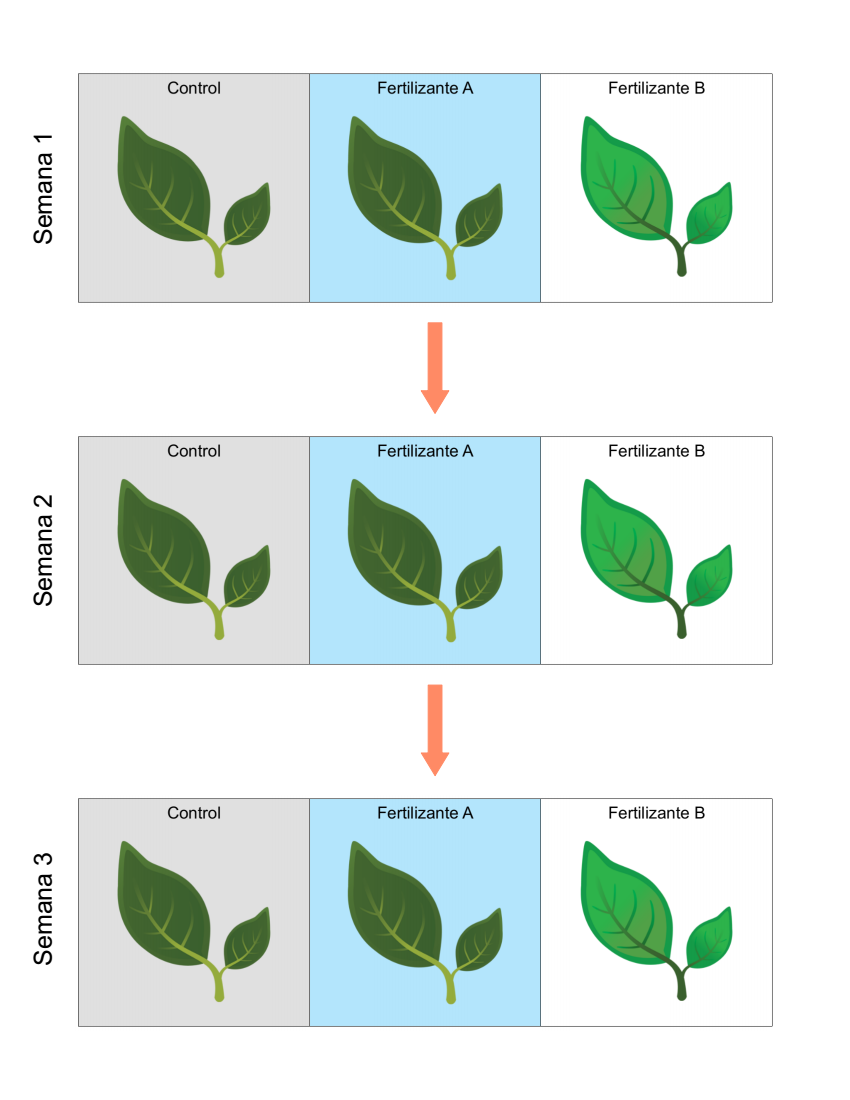 Semana 1
Control
Fertilizante A
Fertilizante B
Semana 2
Control
Fertilizante A
Fertilizante B
Semana 3
Control
Fertilizante A
Fertilizante B